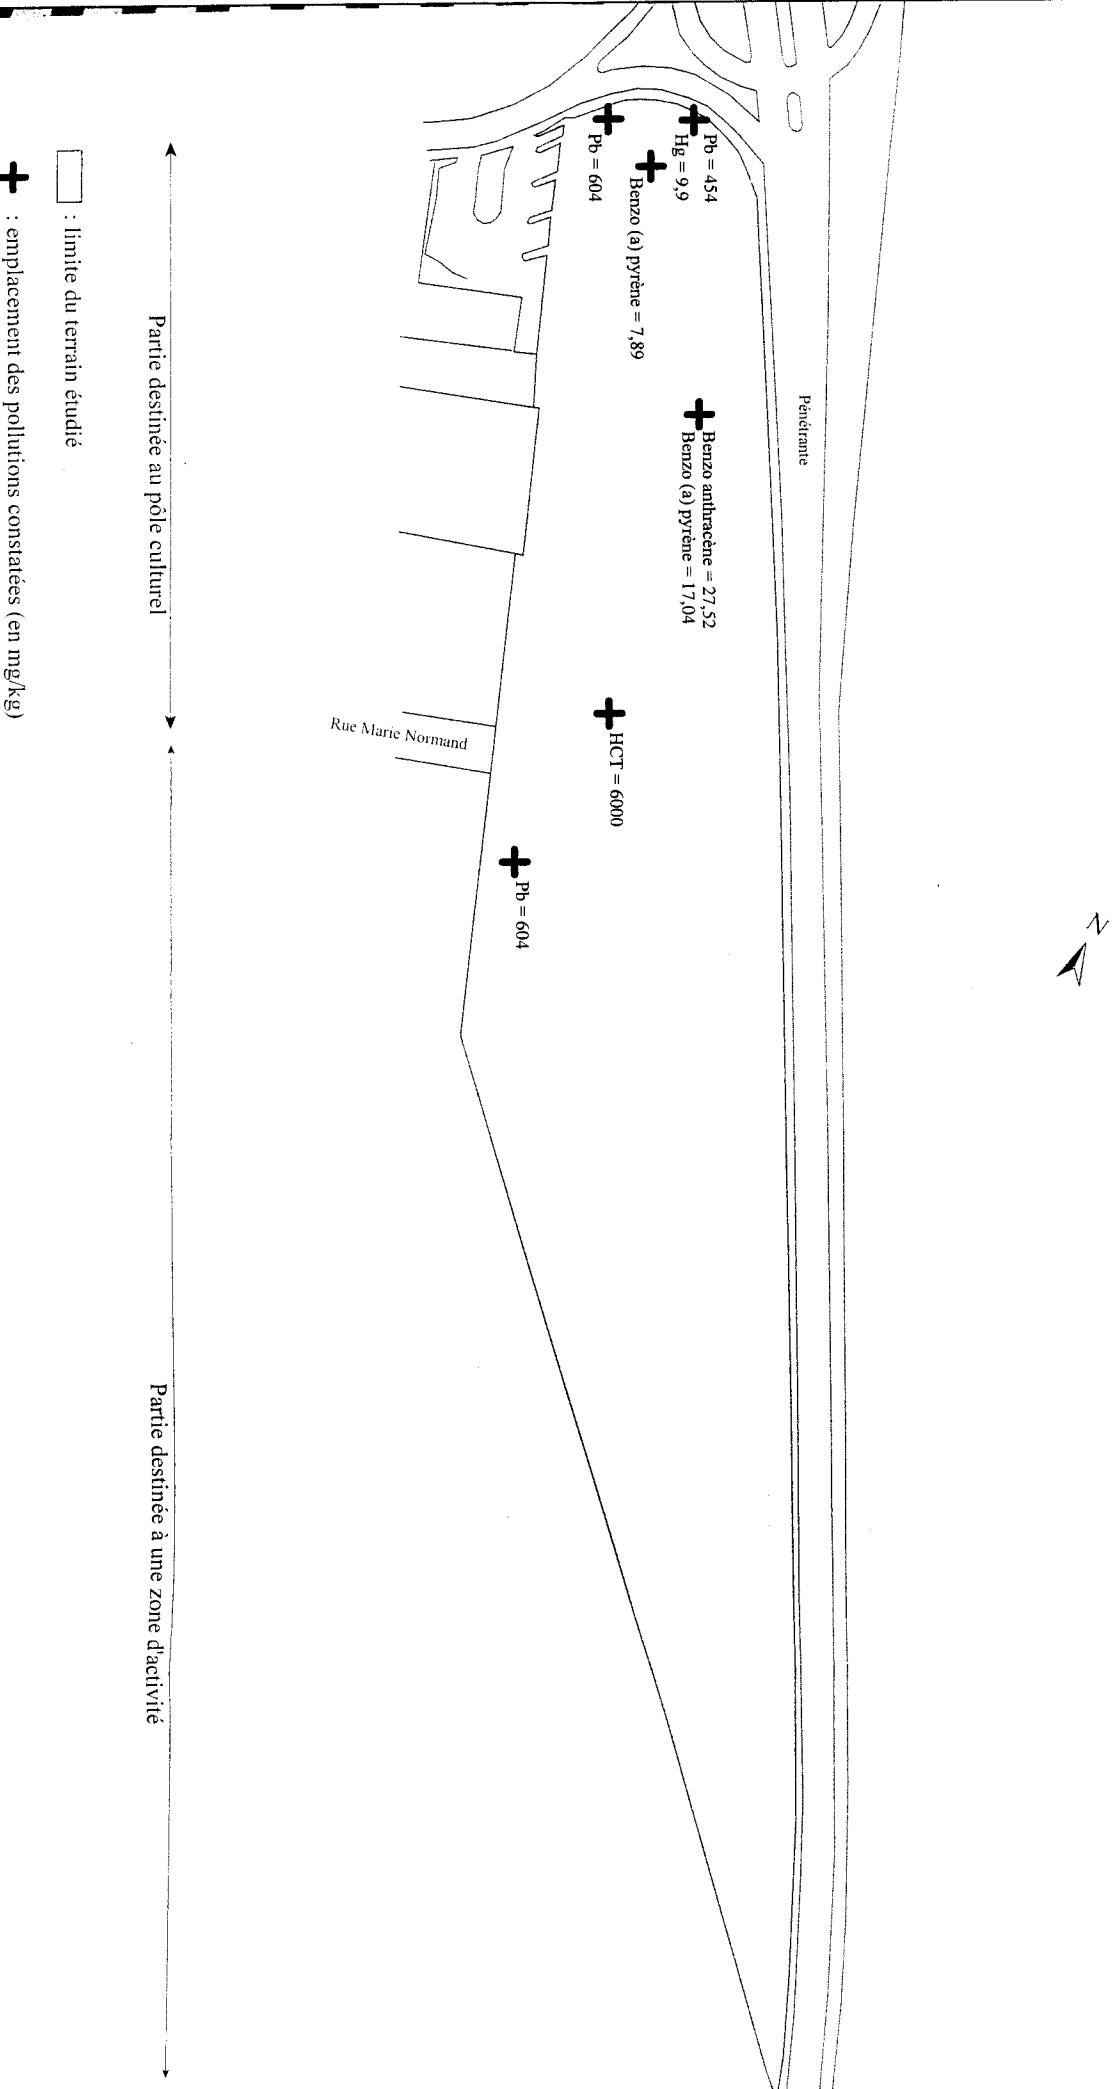 N
Pénétrante
Pb = 454
Hg = 9,9
Benzo (a) pyrène = 7,89
Pb = 604
Benzo anthracène = 27,52
Benzo (a) pyrène = 17,04
HCT = 6000
Pb = 604
Rue Marie Normand
Partie destinée au pôle culturel
Partie destinée à une zone d'activité
: limite du terrain étudié
: emplacement des pollutions constatées (en mg/kg)